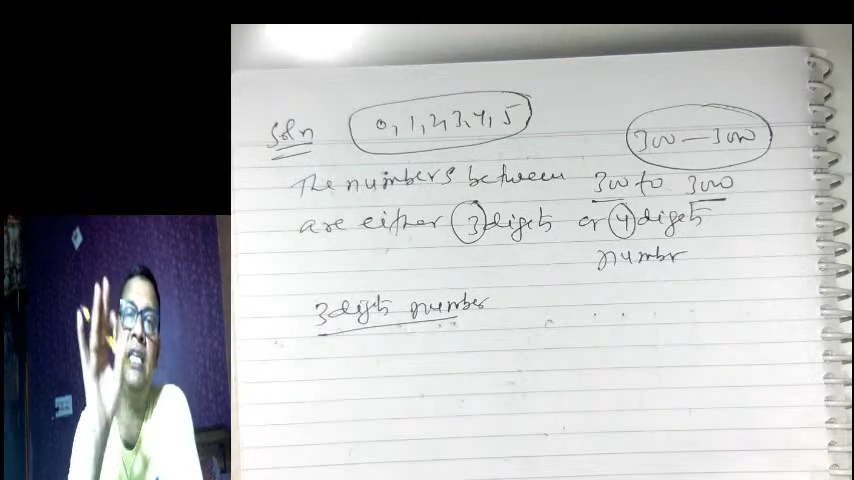 Soln 0, 1, 2, 3, 4, 5 300 — 3000
The numbers between 300 to 3000
are either 3 digits or 4 digits
number
3 digits number